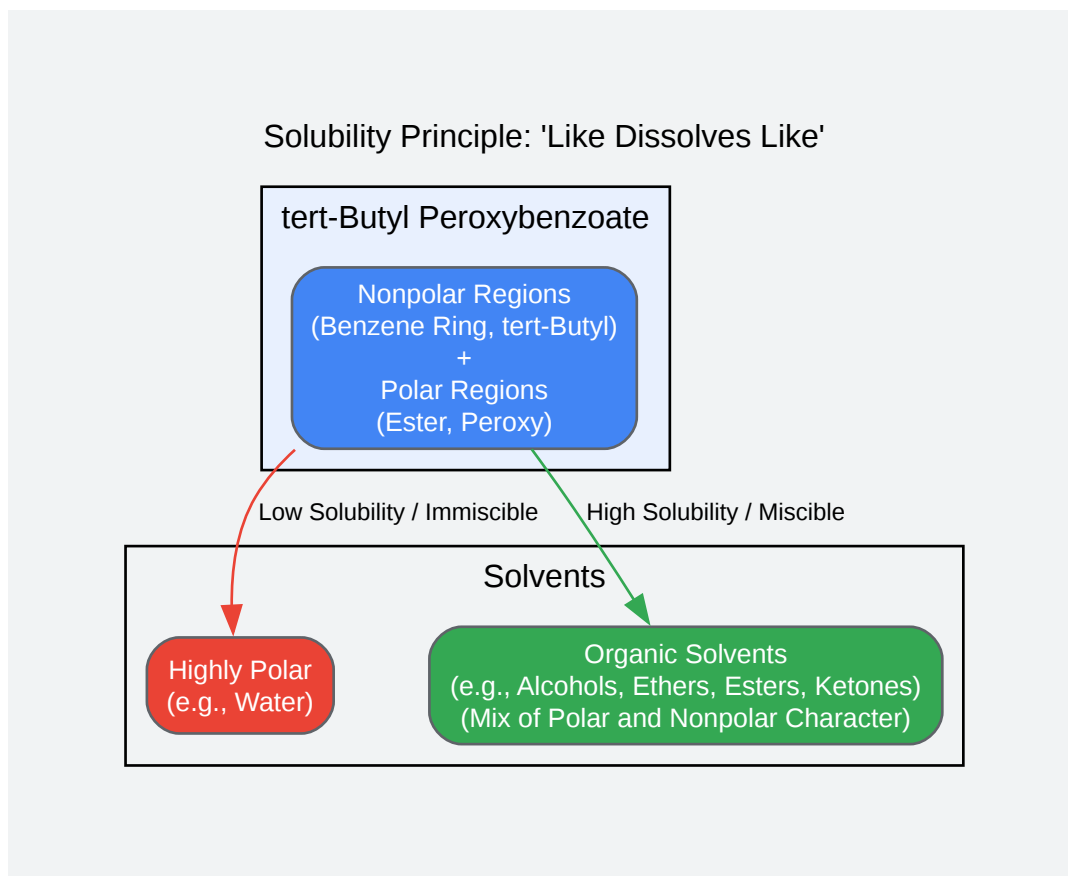 Solubility Principle: 'Like Dissolves Like'
tert-Butyl Peroxybenzoate
Nonpolar Regions
(Benzene Ring, tert-Butyl)
+
Polar Regions
(Ester, Peroxy)
Low Solubility / Immiscible
High Solubility / Miscible
Solvents
Highly Polar
(e.g., Water)
Organic Solvents
(e.g., Alcohols, Ethers, Esters, Ketones)
(Mix of Polar and Nonpolar Character)